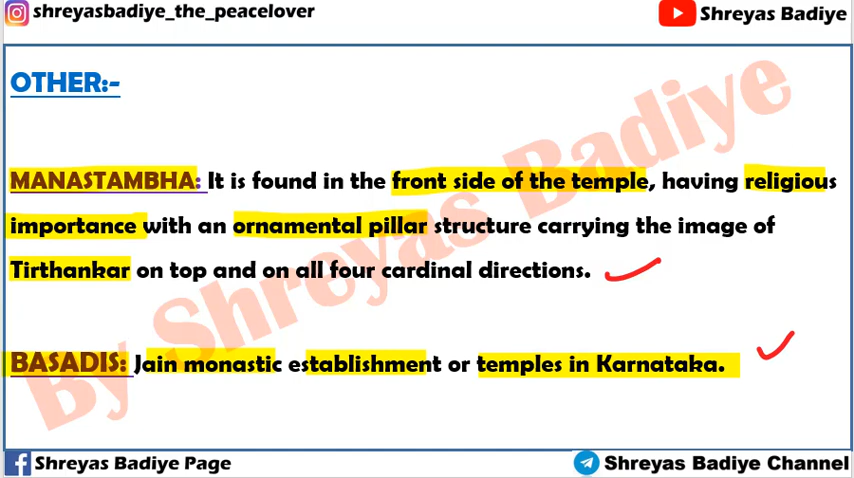 shreyasbadiye_the_peacelover
Shreyas Badiye
OTHER:-
MANASTAMBHA: It is found in the front side of the temple, having religious
importance with an ornamental pillar structure carrying the image of
Tirthankar on top and on all four cardinal directions.
BASADIS: Jain monastic establishment or temples in Karnataka.
By Shreyas Badiye
Shreyas Badiye Page
Shreyas Badiye Channel